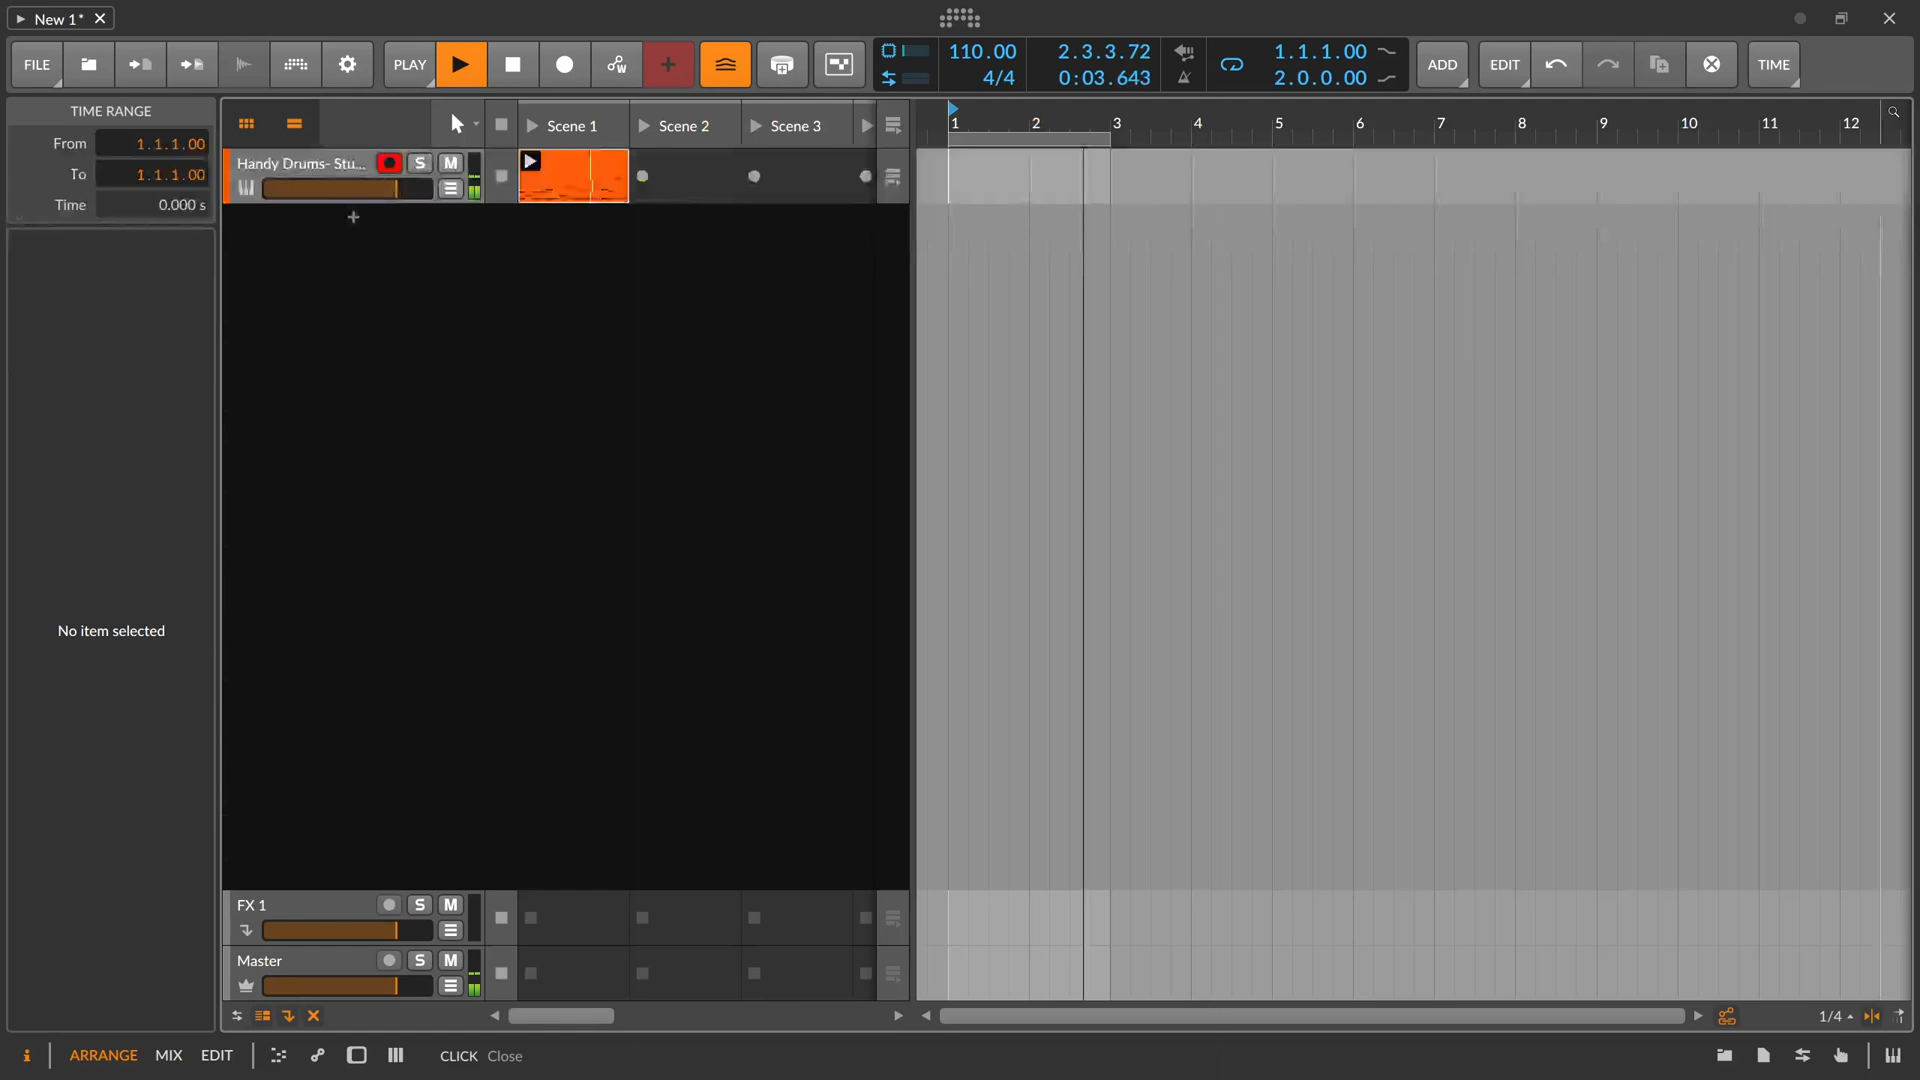 New 1*
FILE
PLAY
110.00
4/4
2.3.3.72
0:03.643
1.1.1.00
2.0.0.00
ADD
EDIT
TIME
TIME RANGE
From 1.1.1.00
To 1.1.1.00
Time 0.000 s
No item selected
Scene 1
Scene 2
Scene 3
1 2 3 4 5 6 7 8 9 10 11 12
Handy Drums- Stu...
S M
FX 1
S M
Master
S M
1/4
i
ARRANGE
MIX
EDIT
CLICK Close